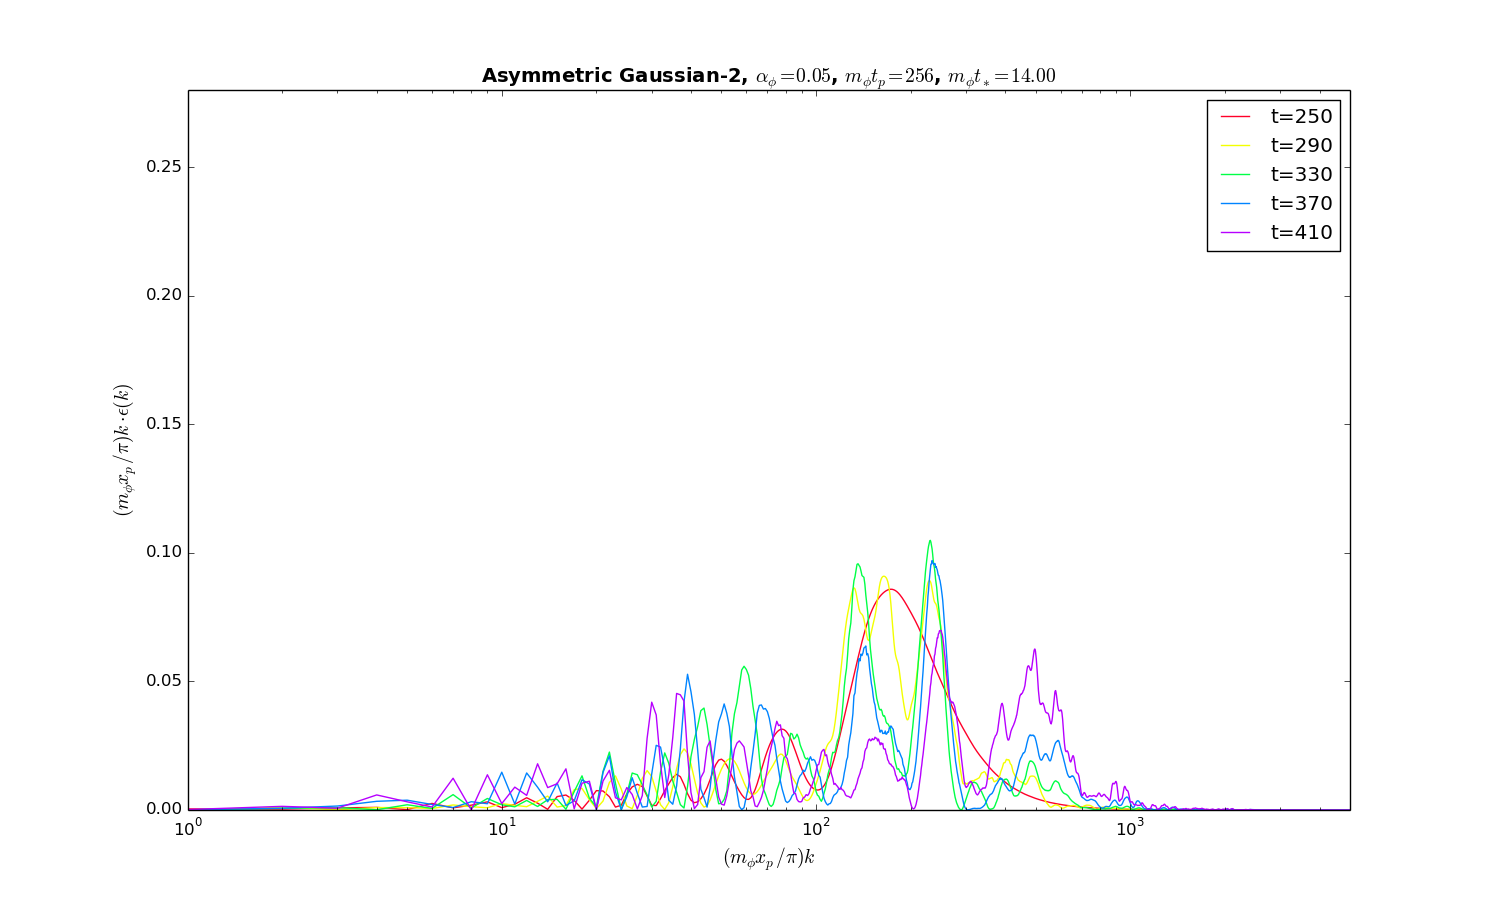 Asymmetric Gaussian-2, α_ϕ=0.05, m_ϕt_p=256, m_ϕt_*=14.00
t=250
t=290
t=330
t=370
t=410
0.25
0.20
0.15
0.10
0.05
0.00
(m_ϕx_p/π)k·ϵ(k)
10^0 10^1 10^2 10^3
(m_ϕx_p/π)k